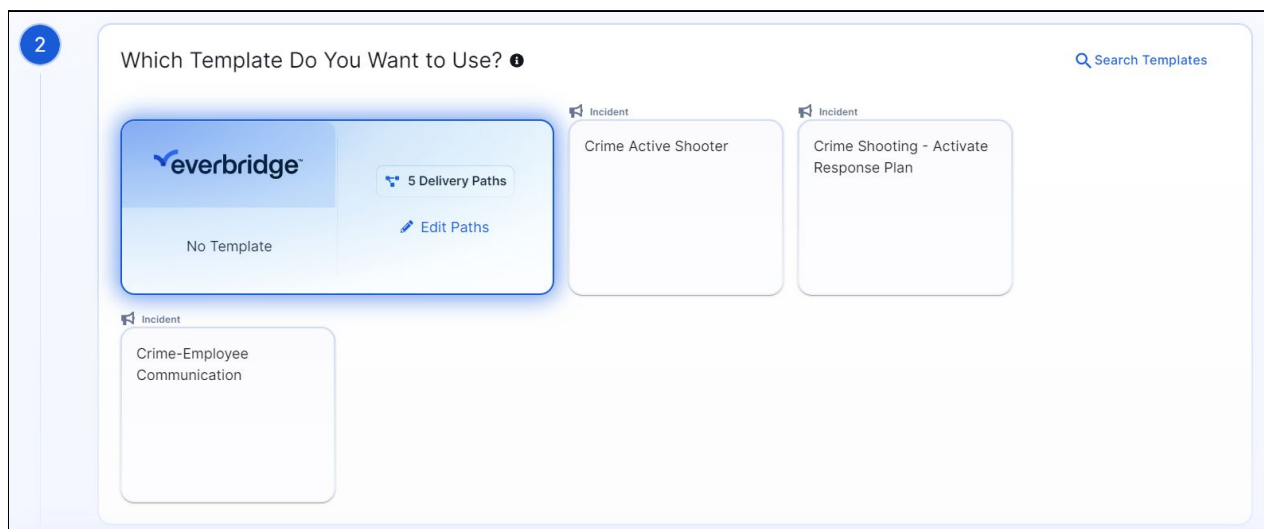 2
Which Template Do You Want to Use?
Search Templates
everbridge™
No Template
5 Delivery Paths
Edit Paths
Incident
Crime Active Shooter
Incident
Crime Shooting - Activate
Response Plan
Incident
Crime-Employee
Communication